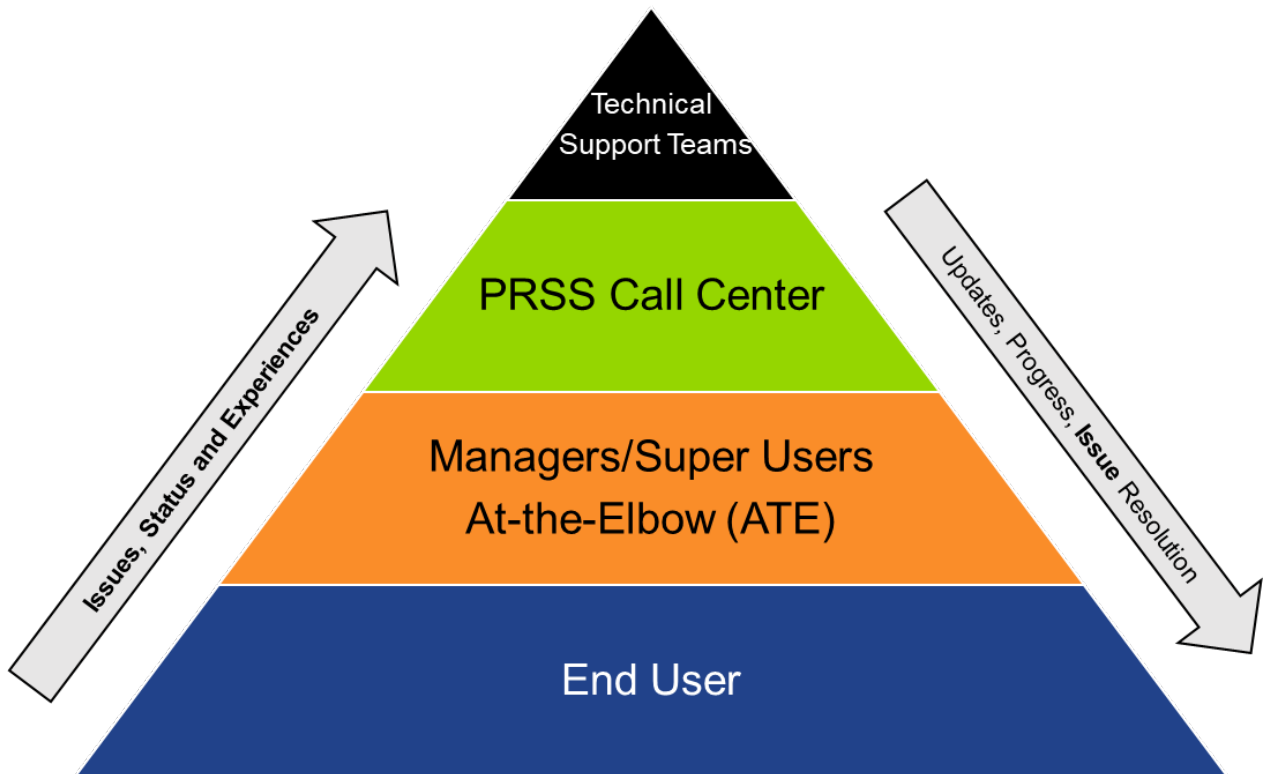 Technical
Support Teams
PRSS Call Center
Managers/Super Users
At-the-Elbow (ATE)
End User
Issues, Status and Experiences
Updates, Progress, Issue Resolution